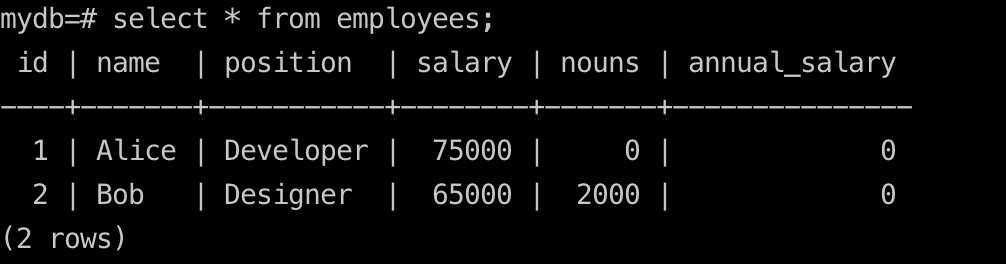 mydb=# select * from employees;
 id | name  | position  | salary | nouns | annual_salary
----+-------+-----------+--------+-------+---------------
  1 | Alice | Developer |  75000 |     0 |             0
  2 | Bob   | Designer  |  65000 |  2000 |             0
(2 rows)